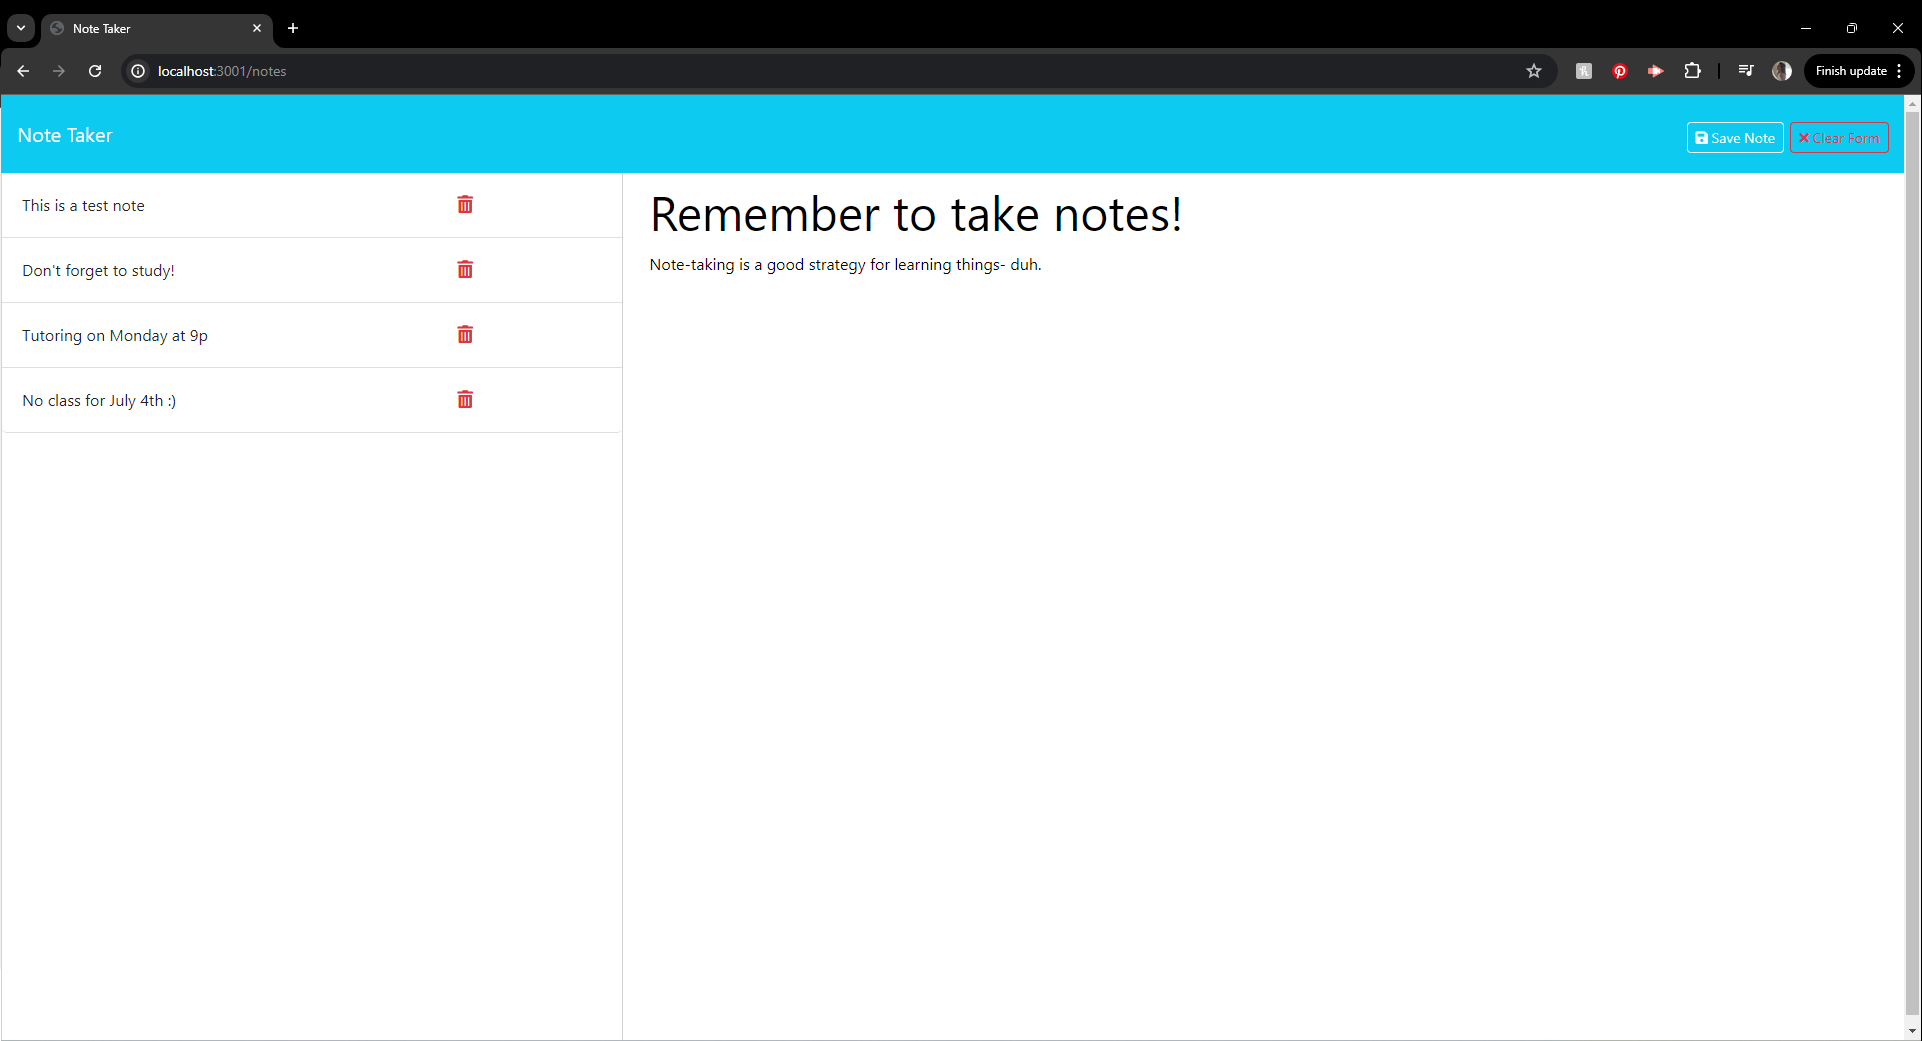 Note Taker
localhost:3001/notes
Finish update
Note Taker
Save Note
Clear Form
This is a test note
Don't forget to study!
Tutoring on Monday at 9p
No class for July 4th :)
Remember to take notes!
Note-taking is a good strategy for learning things- duh.